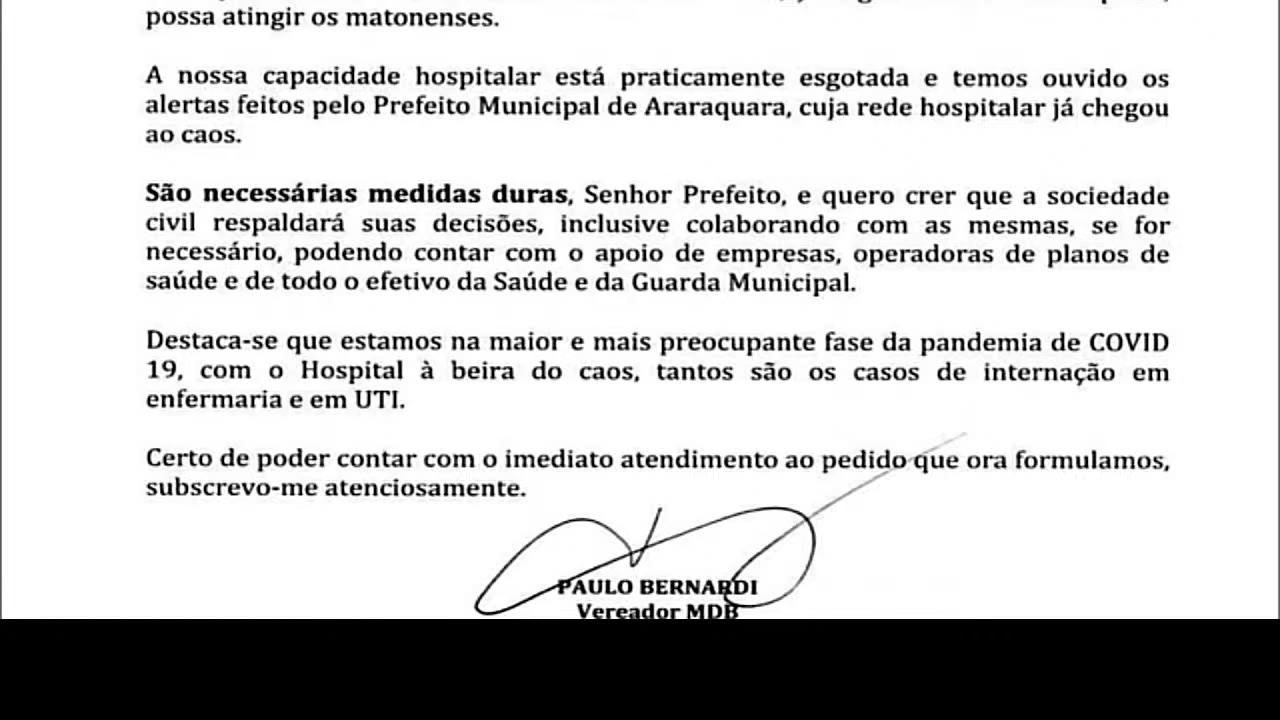 possa atingir os matonenses.
A nossa capacidade hospitalar está praticamente esgotada e temos ouvido os
alertas feitos pelo Prefeito Municipal de Araraquara, cuja rede hospitalar já chegou
ao caos.
São necessárias medidas duras, Senhor Prefeito, e quero crer que a sociedade
civil respaldará suas decisões, inclusive colaborando com as mesmas, se for
necessário, podendo contar com o apoio de empresas, operadoras de planos de
saúde e de todo o efetivo da Saúde e da Guarda Municipal.
Destaca-se que estamos na maior e mais preocupante fase da pandemia de COVID
19, com o Hospital à beira do caos, tantos são os casos de internação em
enfermaria e em UTI.
Certo de poder contar com o imediato atendimento ao pedido que ora formulamos,
subscrevo-me atenciosamente.
PAULO BERNARDI
Vereador MDB